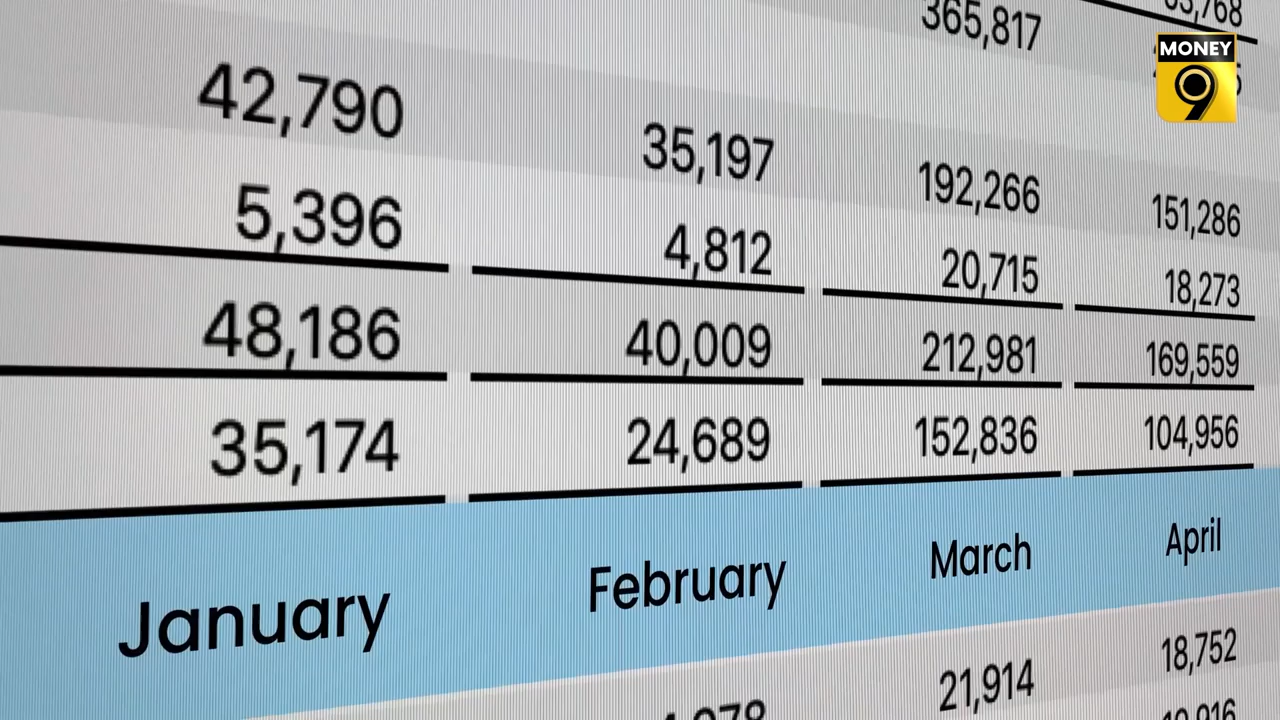 365,817
MONEY
9
42,790 35,197 192,266 151,286
5,396 4,812 20,715 18,273
48,186 40,009 212,981 169,559
35,174 24,689 152,836 104,956
January February March April
21,914 18,752